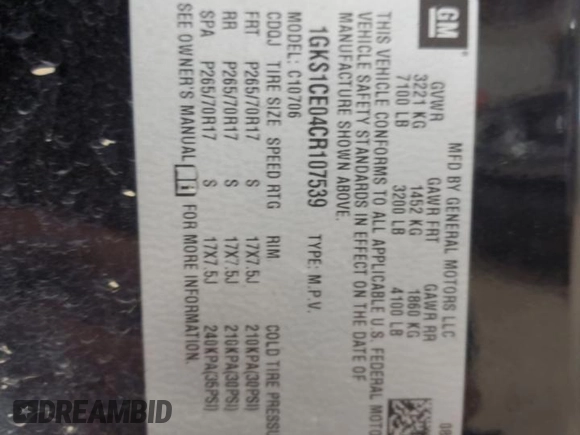 GM
MFD BY GENERAL MOTORS LLC
GVWR GAWR FRT GAWR RR
3221 KG 1452 KG 1860 KG
7100 LB 3200 LB 4100 LB
THIS VEHICLE CONFORMS TO ALL APPLICABLE U.S. FEDERAL MOTO
VEHICLE SAFETY STANDARDS IN EFFECT ON THE DATE OF
MANUFACTURE SHOWN ABOVE.
1GKS1CE04CR107539 TYPE: M.P.V.
MODEL: C10706
CDQJ TIRE SIZE SPEED RTG RIM COLD TIRE PRESSU
FRT P265/70R17 S 17X7.5J 210KPA(30PSI)
RR P265/70R17 S 17X7.5J 210KPA(30PSI)
SPA P265/70R17 S 17X7.5J 240KPA(35PSI)
SEE OWNER'S MANUAL FOR MORE INFORMATION.
DREAMBID